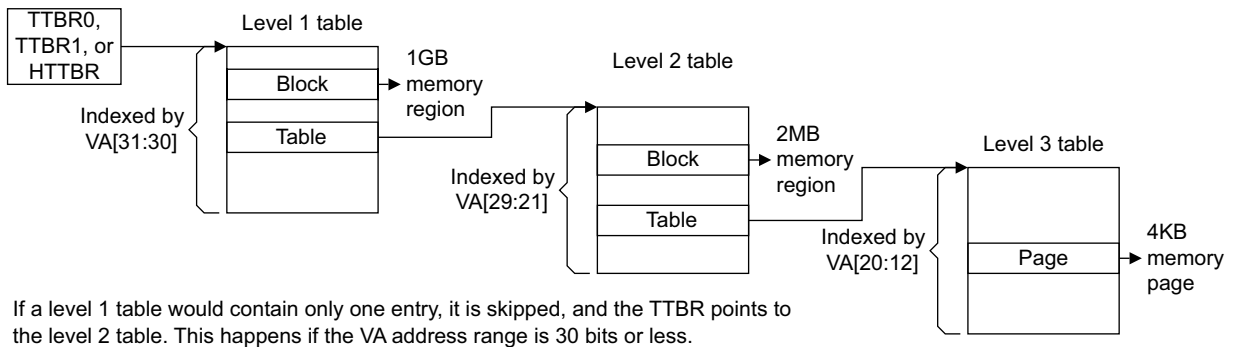 TTBR0,
TTBR1, or
HTTBR
Level 1 table
Block
Table
Indexed by
VA[31:30]
1GB
memory
region
Level 2 table
Block
Table
Indexed by
VA[29:21]
2MB
memory
region
Level 3 table
Page
Indexed by
VA[20:12]
4KB
memory
page
If a level 1 table would contain only one entry, it is skipped, and the TTBR points to
the level 2 table. This happens if the VA address range is 30 bits or less.